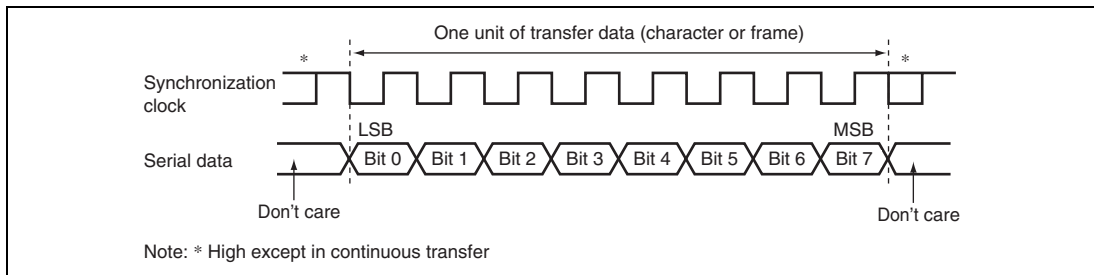 One unit of transfer data (character or frame)
* *
Synchronization
clock
LSB MSB
Serial data Bit 0 Bit 1 Bit 2 Bit 3 Bit 4 Bit 5 Bit 6 Bit 7
Don't care Don't care
Note: * High except in continuous transfer